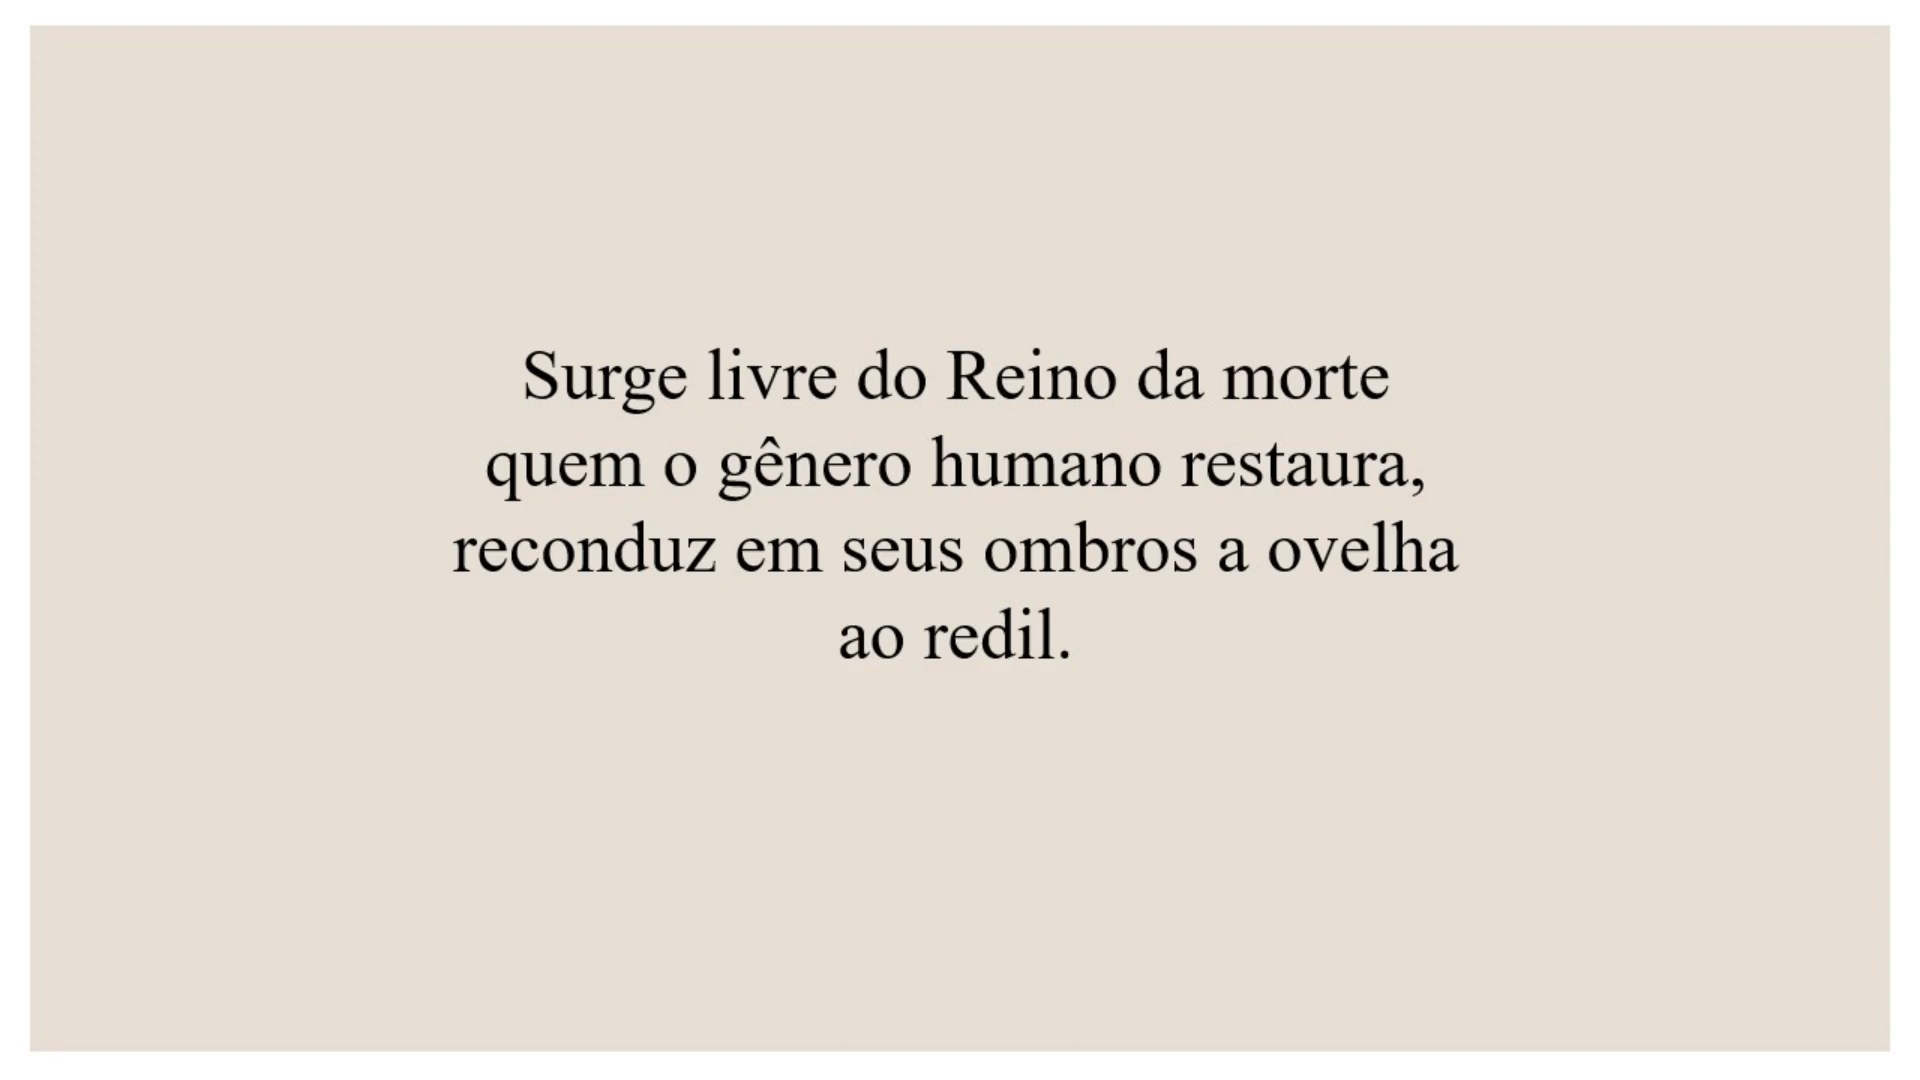 Surge livre do Reino da morte
quem o gênero humano restaura,
reconduz em seus ombros a ovelha
ao redil.